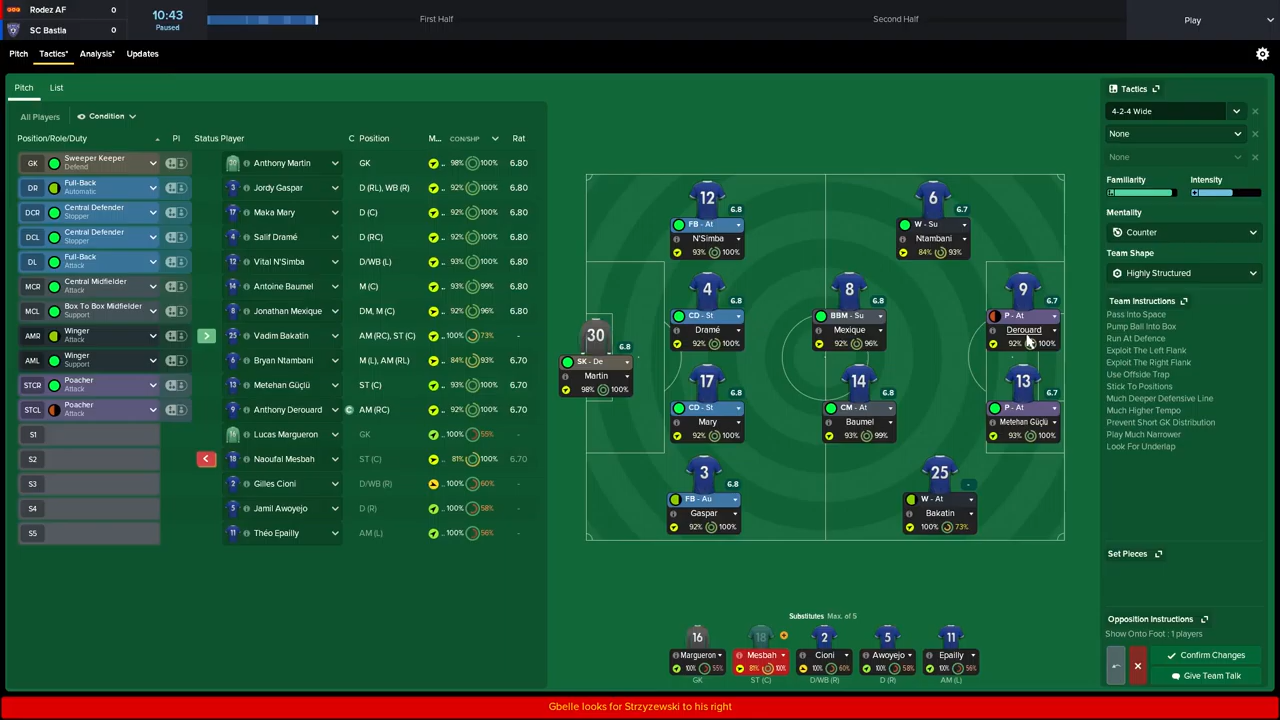 Rodez AF 0
SC Bastia 0
10:43
Paused
First Half
Second Half
Play
Pitch Tactics* Analysis* Updates
Pitch List
All Players Condition
Position/Role/Duty PI Status Player C Position M... CON/SHP Rat
GK Sweeper Keeper Defend Anthony Martin GK .. 98% 100% 6.80
DR Full-Back Automatic 3 Jordy Gaspar D (RL), WB (R) .. 92% 100% 6.80
DCR Central Defender Stopper 17 Maka Mary D (C) .. 92% 100% 6.80
DCL Central Defender Stopper 4 Salif Dramé D (RC) .. 92% 100% 6.80
DL Full-Back Attack 12 Vital N'Simba D/WB (L) .. 93% 100% 6.80
MCR Central Midfielder Attack 14 Antoine Baumel M (C) .. 93% 99% 6.80
MCL Box To Box Midfielder Support 8 Jonathan Mexique DM, M (C) .. 92% 96% 6.80
AMR Winger Attack 25 Vadim Bakatin AM (RC), ST (C) .. 100% 73% -
AML Winger Support 6 Bryan Ntambani M (L), AM (RL) .. 84% 93% 6.70
STCR Poacher Attack 13 Metehan Güçlü ST (C) .. 93% 100% 6.70
STCL Poacher Attack 9 Anthony Derouard C AM (RC) .. 92% 100% 6.70
S1 16 Lucas Margueron GK .. 100% 55% -
S2 18 Naoufal Mesbah ST (C) .. 81% 100% 6.70
S3 2 Gilles Cioni D/WB (R) .. 100% 60% -
S4 5 Jamil Awoyejo D (R) .. 100% 58% -
S5 11 Théo Epailly AM (L) .. 100% 56% -
12 6.8
FB - At
N'Simba
93% 100%
6 6.7
W - Su
Ntambani
84% 93%
4 6.8
CD - St
Dramé
92% 100%
8 6.8
BBM - Su
Mexique
92% 96%
9 6.7
P - At
Derouard
92% 100%
30 6.8
SK - De
Martin
98% 100%
17 6.8
CD - St
Mary
92% 100%
14 6.8
CM - At
Baumel
93% 99%
13 6.7
P - At
Metehan Güçlü
93% 100%
3 6.8
FB - Au
Gaspar
92% 100%
25 -
W - At
Bakatin
100% 73%
Substitutes Max. of 5
16 18 2 5 11
Margueron Mesbah Cioni Awoyejo Epailly
100% 55% 81% 100% 100% 60% 100% 58% 100% 56%
GK ST (C) D/WB (R) D (R) AM (L)
Tactics
4-2-4 Wide
None
None
Familiarity Intensity
Mentality
Counter
Team Shape
Highly Structured
Team Instructions
Pass Into Space
Pump Ball Into Box
Run At Defence
Exploit The Left Flank
Exploit The Right Flank
Use Offside Trap
Stick To Positions
Much Deeper Defensive Line
Much Higher Tempo
Prevent Short GK Distribution
Play Much Narrower
Look For Underlap
Set Pieces
Opposition Instructions
Show Onto Foot : 1 players
Confirm Changes
Give Team Talk
Gbelle looks for Strzyzewski to his right